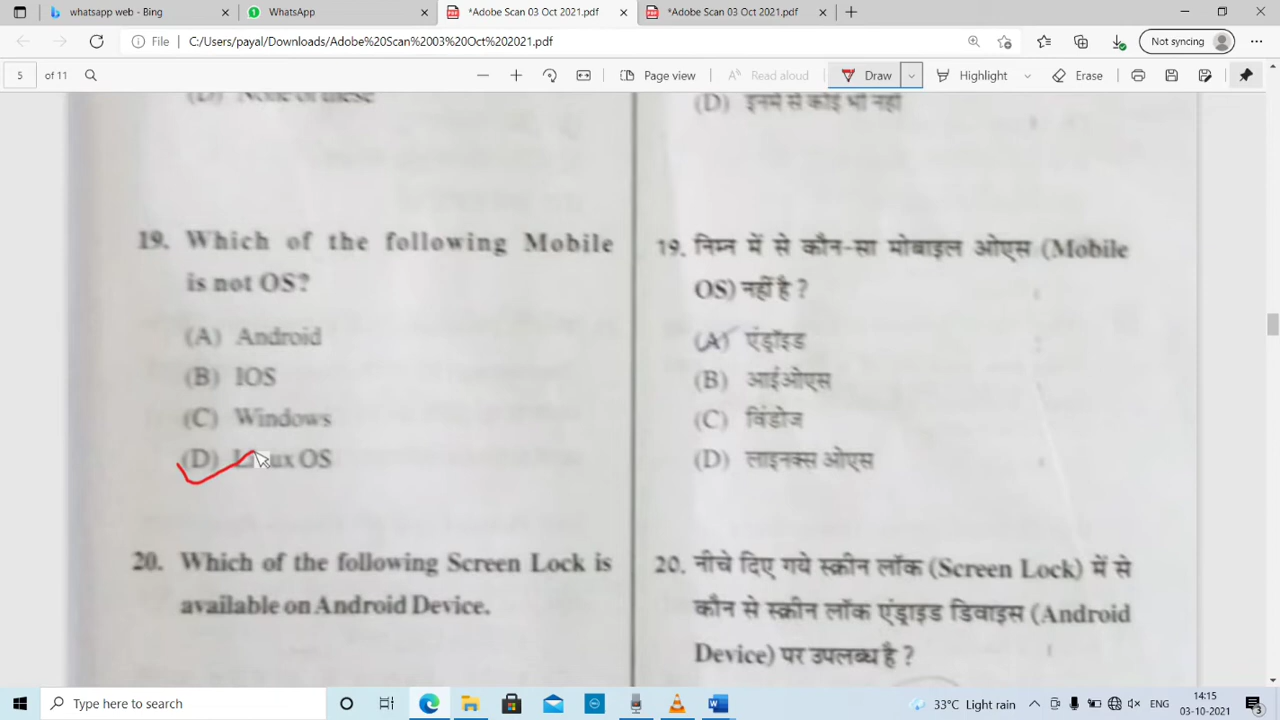 whatsapp web - Bing
WhatsApp
*Adobe Scan 03 Oct 2021.pdf
*Adobe Scan 03 Oct 2021.pdf
File
C:/Users/payal/Downloads/Adobe%20Scan%2003%20Oct%202021.pdf
Not syncing
5 of 11
Page view
Read aloud
Draw
Highlight
Erase
None of these
(D) इनमें से कोई भी नहीं
19. Which of the following Mobile
is not OS?
(A) Android
(B) IOS
(C) Windows
(D) Linux OS
20. Which of the following Screen Lock is
available on Android Device.
19. निम्न में से कौन-सा मोबाइल ओएस (Mobile
OS) नहीं है ?
(A) एंड्रॉइड
(B) आईओएस
(C) विंडोज
(D) लाइनक्स ओएस
20. नीचे दिए गये स्क्रीन लॉक (Screen Lock) में से
कौन से स्क्रीन लॉक एंड्राइड डिवाइस (Android
Device) पर उपलब्ध है ?
Type here to search
33°C Light rain
ENG
14:15
03-10-2021
3